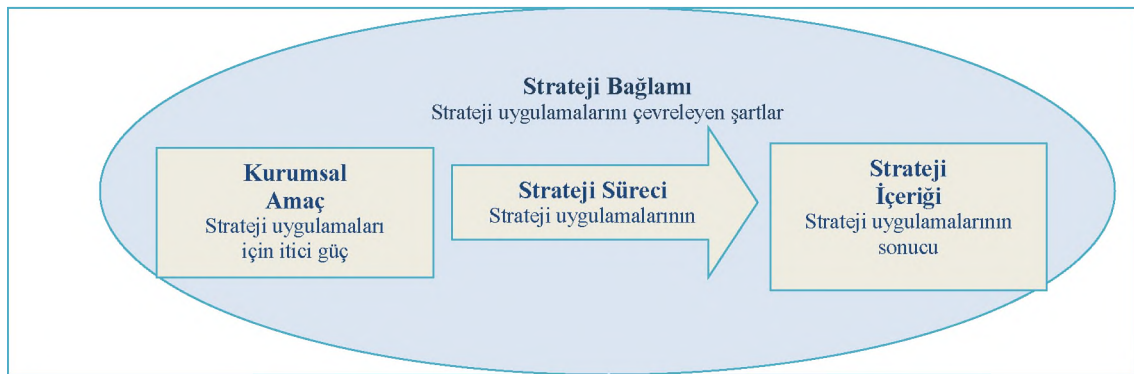 Strateji Bağlamı
Strateji uygulamalarını çevreleyen şartlar
Kurumsal
Amaç
Strateji uygulamaları
için itici güç
Strateji Süreci
Strateji uygulamalarının
Strateji
İçeriği
Strateji uygulamalarının
sonucu